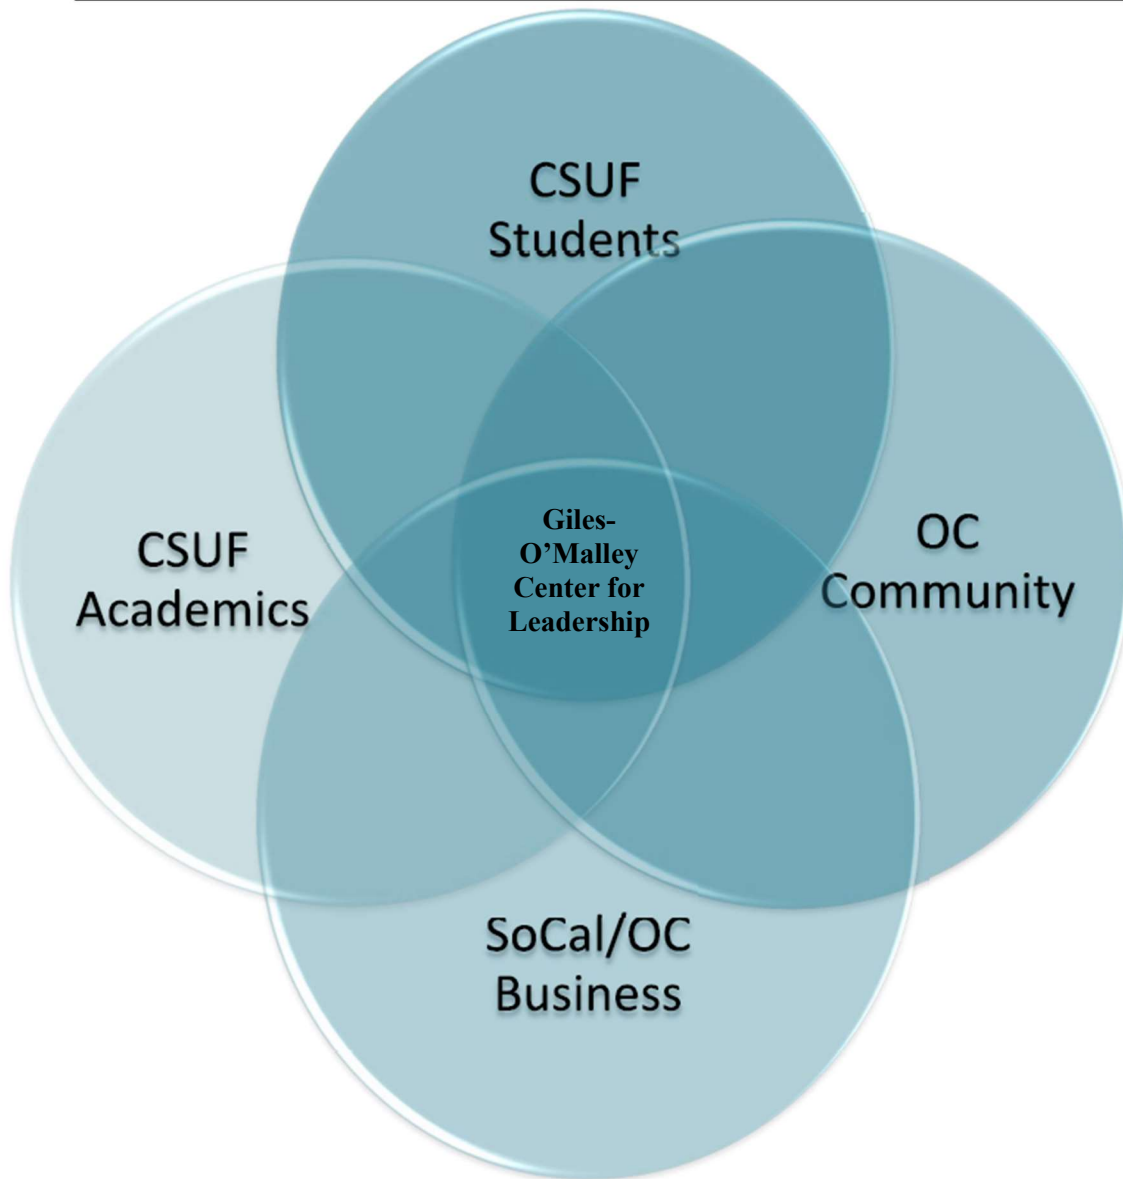 CSUF
Students
CSUF
Academics
Giles-
O’Malley
Center for
Leadership
OC
Community
SoCal/OC
Business